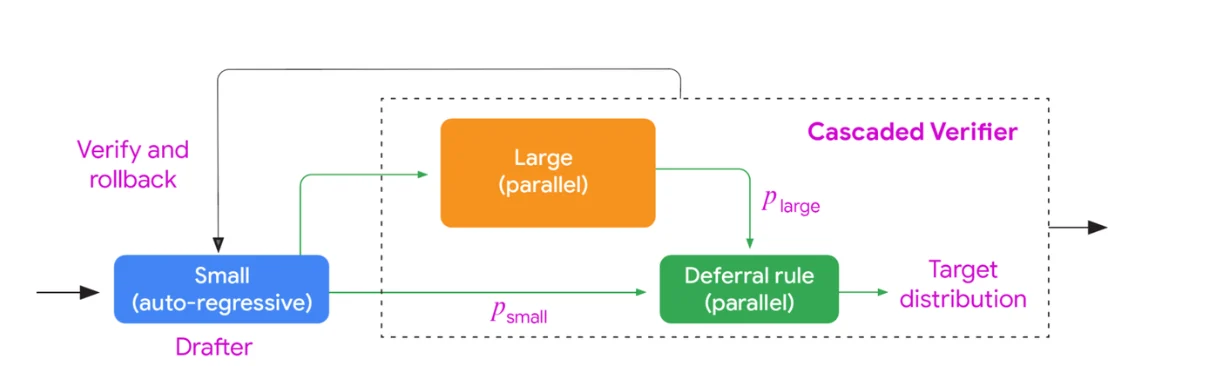 Verify and
rollback
Large
(parallel)
Cascaded Verifier
p large
Small
(auto-regressive)
Drafter
p small
Deferral rule
(parallel)
Target
distribution